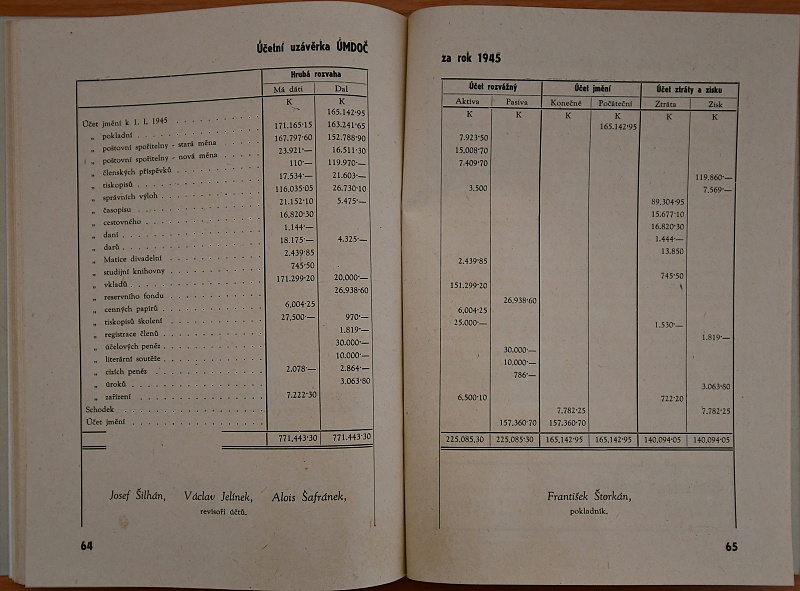 Účetní uzávěrka ÚMDOČ
Hrubá rozvaha
Má dáti Dal
K K
Účet jmění k 1. I. 1945 165.142·95
„ pokladní 171.165·15 163.241·65
„ poštovní spořitelny - stará měna 167.797·60 152.788·90
„ poštovní spořitelny - nová měna 23.921·— 16.511·30
„ členských příspěvků 110·— 119.970·—
„ tiskopisů 17,534·— 21.603·—
„ správních výloh 116,035·05 26.730·10
„ časopisu 21,152·10 5.475·—
„ cestovného 16,820·30
„ daní 1,144·—
„ darů 18.175·— 4.325·—
„ Matice divadelní 2.439·85
„ studijní knihovny 745·50
„ vkladů 171.299·20 20,000·—
„ reservního fondu 26,938·60
„ cenných papírů 6,004·25
„ tiskopisů školení 27,500·— 970·—
„ registrace členů 1.819·—
„ účelových peněz 30.000·—
„ literární soutěže 10.000·—
„ cizích peněz 2.078·— 2.864·—
„ úroků 3.063·80
„ zařízení 7.222·30
Schodek
Účet jmění
771,443·30 771.443·30
Josef Šilhán, Václav Jelínek, Alois Šafránek,
revisoři účtů.
64
za rok 1945
Účet rozvážný Účet jmění Účet ztráty a zisku
Aktiva Pasiva Konečné Počáteční Ztráta Zisk
K K K K K K
165.142·95
7.923·50
15.008·70
7.409·70
119,860·—
3.500 7,569·—
89,304·95
15.677·10
16.820·30
1.444·—
13.850
2.439·85
745·50
151.299·20
26.938·60
6,004·25
25.000·— 1,530·—
1.819·—
30.000·—
10.000·—
786·—
3.063·80
6.500·10 722·20
7,782·25 7,782·25
157.360·70 157.360·70
225,085,30 225,085·30 165,142·95 165,142·95 140,094·05 140,094·05
František Štorkán,
pokladník.
65